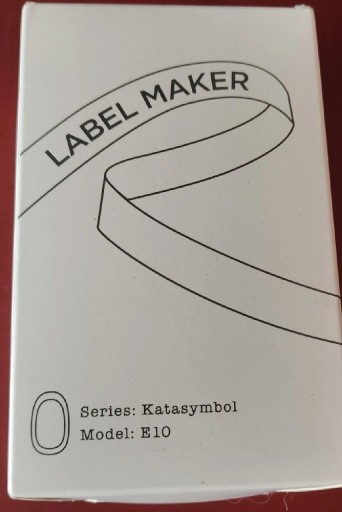 LABEL MAKER
Series: Katasymbol
Model: E10